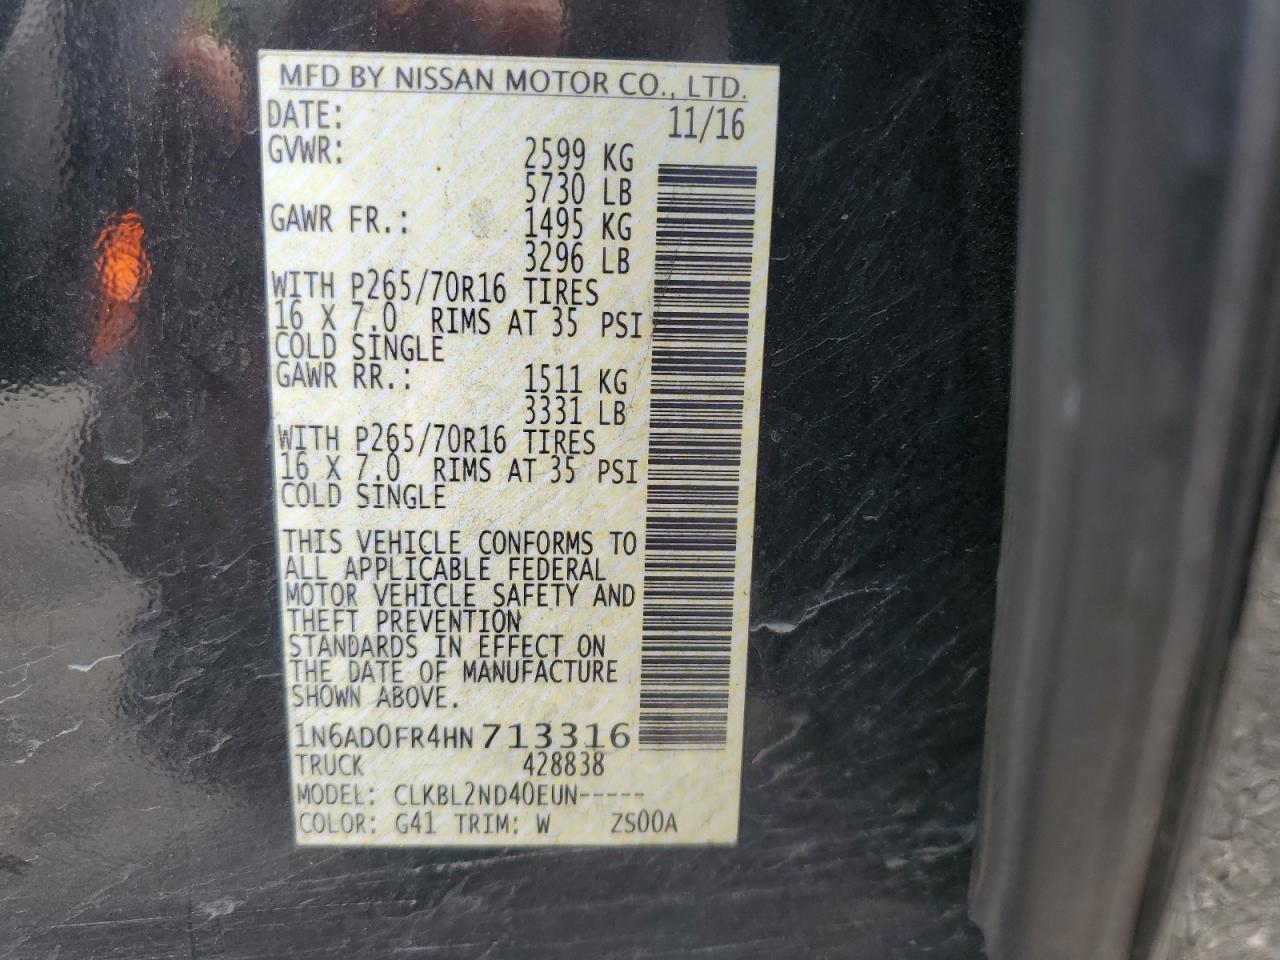 MFD BY NISSAN MOTOR CO., LTD.
DATE: 11/16
GVWR: 2599 KG
5730 LB
GAWR FR.: 1495 KG
3296 LB
WITH P265/70R16 TIRES
16 X 7.0 RIMS AT 35 PSI
COLD SINGLE
GAWR RR.: 1511 KG
3331 LB
WITH P265/70R16 TIRES
16 X 7.0 RIMS AT 35 PSI
COLD SINGLE
THIS VEHICLE CONFORMS TO
ALL APPLICABLE FEDERAL
MOTOR VEHICLE SAFETY AND
THEFT PREVENTION
STANDARDS IN EFFECT ON
THE DATE OF MANUFACTURE
SHOWN ABOVE.
1N6AD0FR4HN713316
TRUCK 428838
MODEL: CLKBL2ND40EUN-----
COLOR: G41 TRIM: W ZS00A